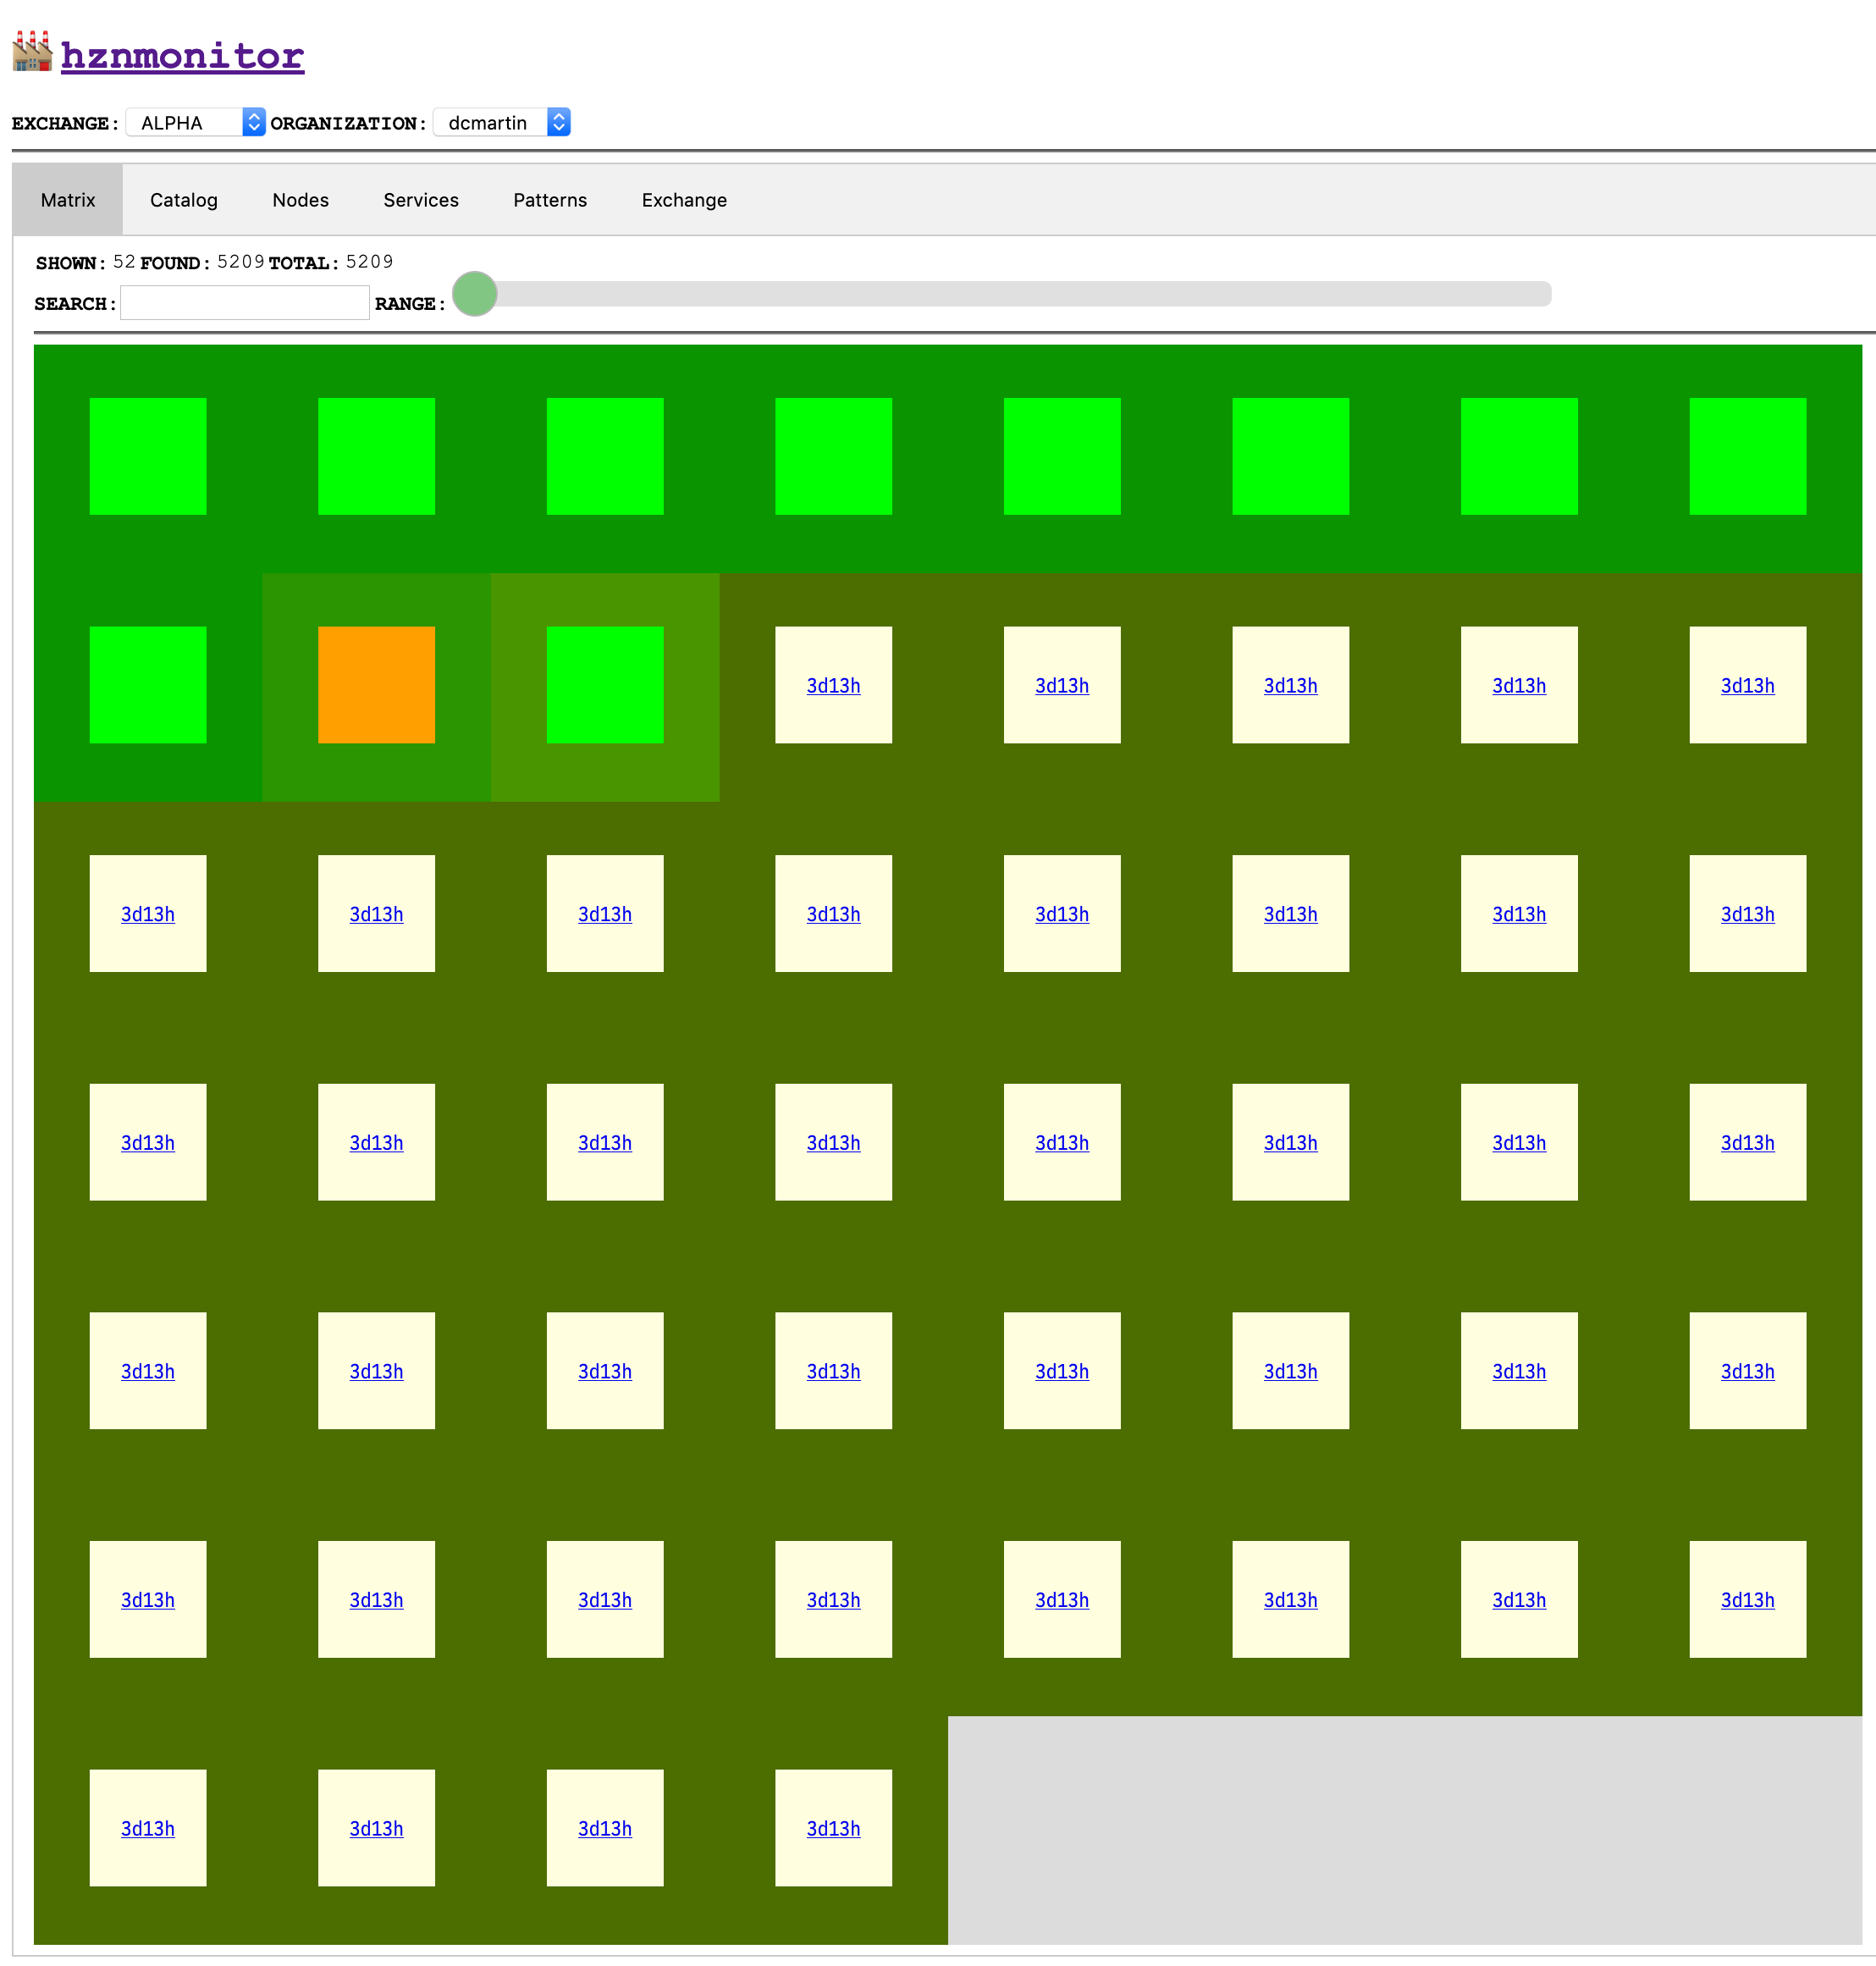 hznmonitor
EXCHANGE: ALPHA ORGANIZATION: dcmartin
Matrix Catalog Nodes Services Patterns Exchange
SHOWN: 52 FOUND: 5209 TOTAL: 5209
SEARCH: RANGE:
3d13h 3d13h 3d13h 3d13h 3d13h
3d13h 3d13h 3d13h 3d13h 3d13h 3d13h 3d13h 3d13h
3d13h 3d13h 3d13h 3d13h 3d13h 3d13h 3d13h 3d13h
3d13h 3d13h 3d13h 3d13h 3d13h 3d13h 3d13h 3d13h
3d13h 3d13h 3d13h 3d13h 3d13h 3d13h 3d13h 3d13h
3d13h 3d13h 3d13h 3d13h